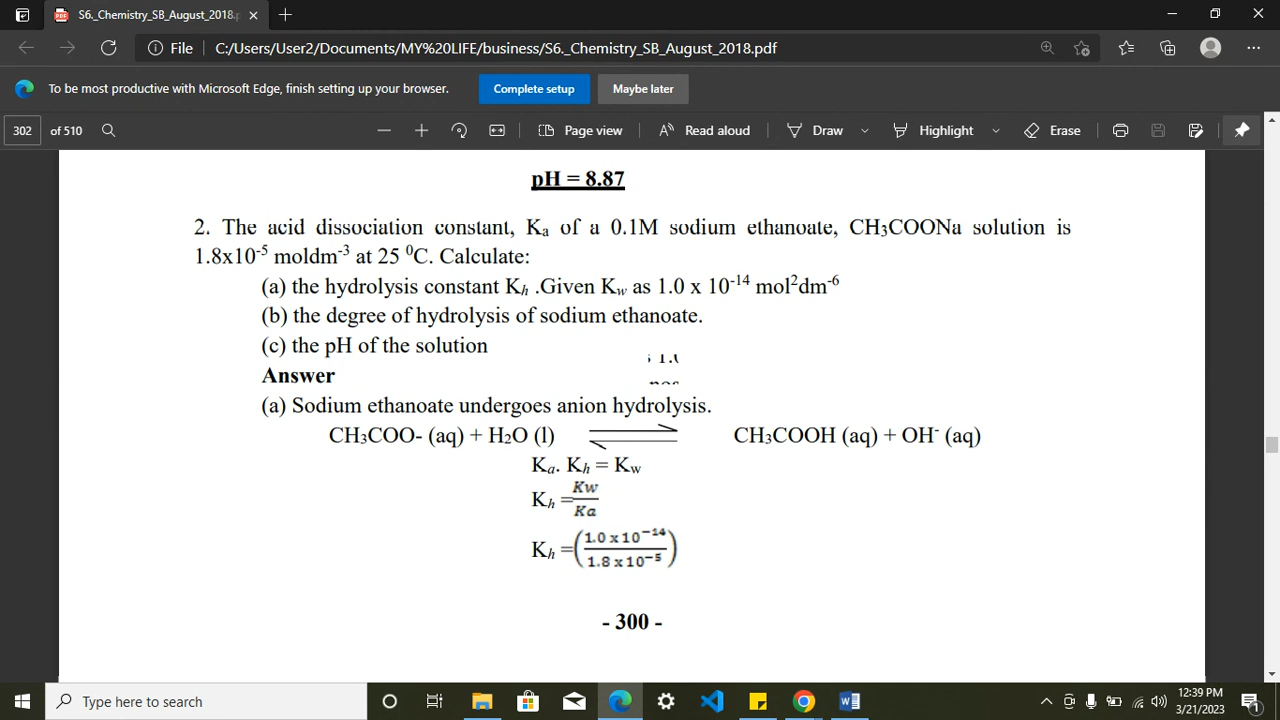 S6._Chemistry_SB_August_2018.p
File C:/Users/User2/Documents/MY%20LIFE/business/S6._Chemistry_SB_August_2018.pdf
To be most productive with Microsoft Edge, finish setting up your browser. Complete setup Maybe later
302 of 510 Page view Read aloud Draw Highlight Erase
pH = 8.87
2. The acid dissociation constant, Kₐ of a 0.1M sodium ethanoate, CH₃COONa solution is
1.8x10⁻⁵ moldm⁻³ at 25 ⁰C. Calculate:
(a) the hydrolysis constant Kₕ .Given K_w as 1.0 x 10⁻¹⁴ mol²dm⁻⁶
(b) the degree of hydrolysis of sodium ethanoate.
(c) the pH of the solution
Answer
(a) Sodium ethanoate undergoes anion hydrolysis.
CH₃COO- (aq) + H₂O (l) ⇌ CH₃COOH (aq) + OH⁻ (aq)
Kₐ. Kₕ = K_w
Kₕ = Kw/Ka
Kₕ =(1.0 x 10⁻¹⁴/1.8 x 10⁻⁵)
- 300 -
Type here to search
12:39 PM
3/21/2023
1